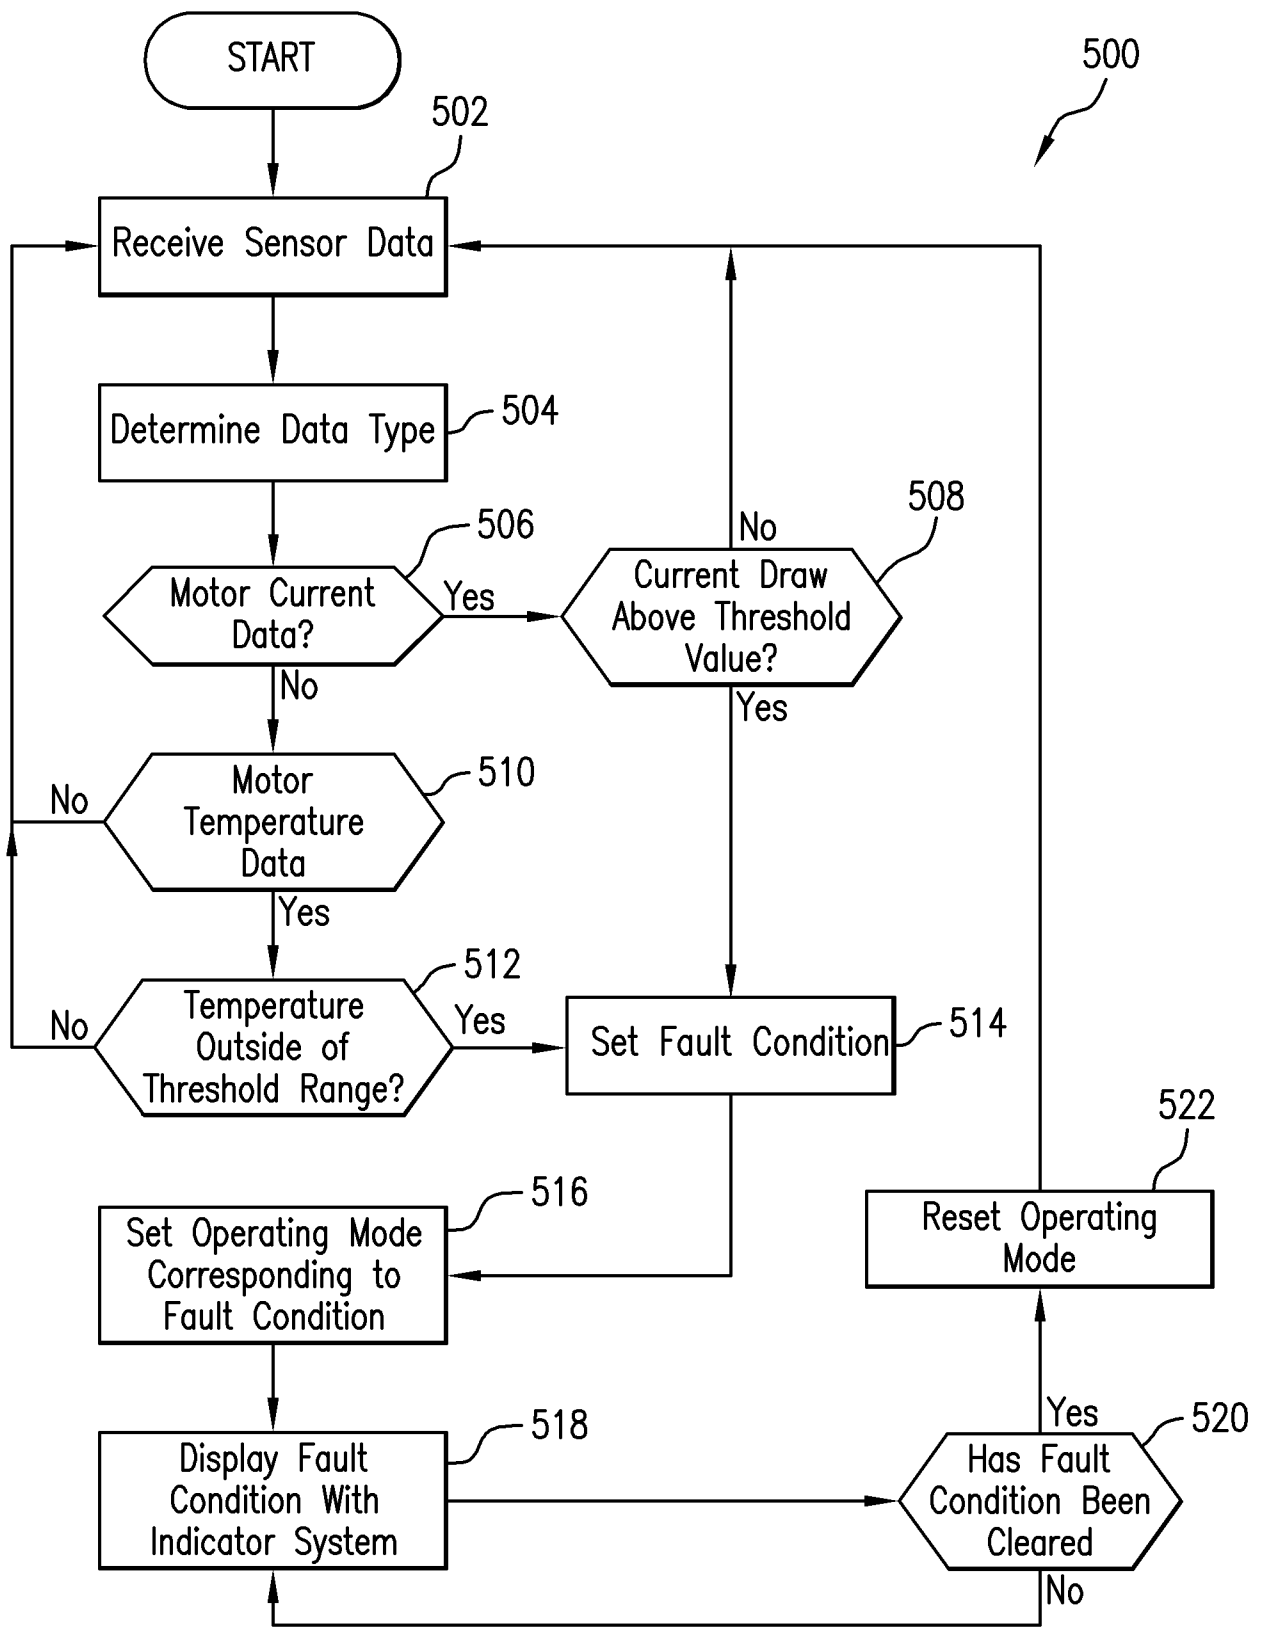 START
500
502
Receive Sensor Data
Determine Data Type
504
506
Motor Current
Data?
Yes
No
508
No
Current Draw
Above Threshold
Value?
Yes
510
Motor
Temperature
Data
No
Yes
512
Temperature
Outside of
Threshold Range?
No
Yes
Set Fault Condition
514
516
Set Operating Mode
Corresponding to
Fault Condition
522
Reset Operating
Mode
518
Display Fault
Condition With
Indicator System
Yes
520
Has Fault
Condition Been
Cleared
No